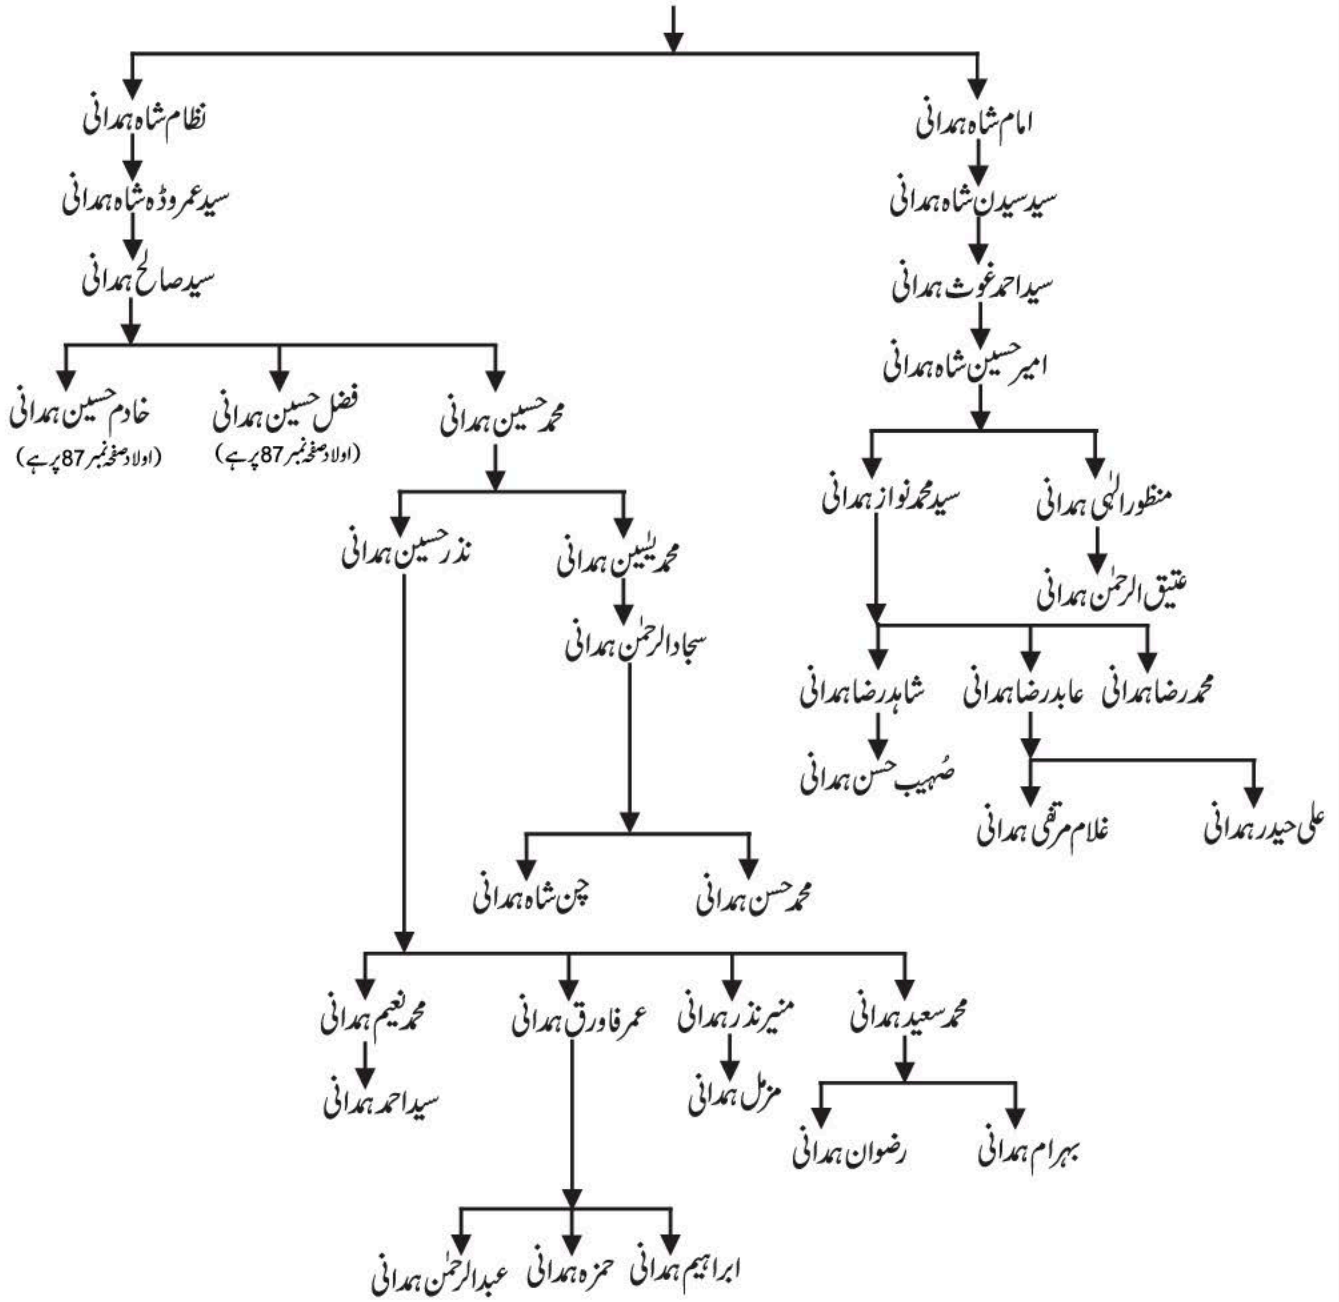 امام شاہ ہمدانی
نظام شاہ ہمدانی
سید سیدن شاہ ہمدانی
سید عمر وڈہ شاہ ہمدانی
سید احمد غوث ہمدانی
سید صالح ہمدانی
امیر حسین شاہ ہمدانی
محمد حسین ہمدانی
فضل حسین ہمدانی
خادم حسین ہمدانی
(اولاد صفحہ نمبر 87 پر ہے)
(اولاد صفحہ نمبر 87 پر ہے)
منظور الٰہی ہمدانی
سید محمد نواز ہمدانی
محمد یٰسین ہمدانی
نذر حسین ہمدانی
عتیق الرحمٰن ہمدانی
سجاد الرحمٰن ہمدانی
محمد رضا ہمدانی
عابد رضا ہمدانی
شاہد رضا ہمدانی
صُہیب حسن ہمدانی
علی حیدر ہمدانی
غلام مرتضی ہمدانی
محمد حسن ہمدانی
چن شاہ ہمدانی
محمد سعید ہمدانی
منیر نذر ہمدانی
عمر فاورق ہمدانی
محمد نعیم ہمدانی
مزمل ہمدانی
سید احمد ہمدانی
بہرام ہمدانی
رضوان ہمدانی
ابراہیم ہمدانی
حمزہ ہمدانی
عبدالرحمٰن ہمدانی